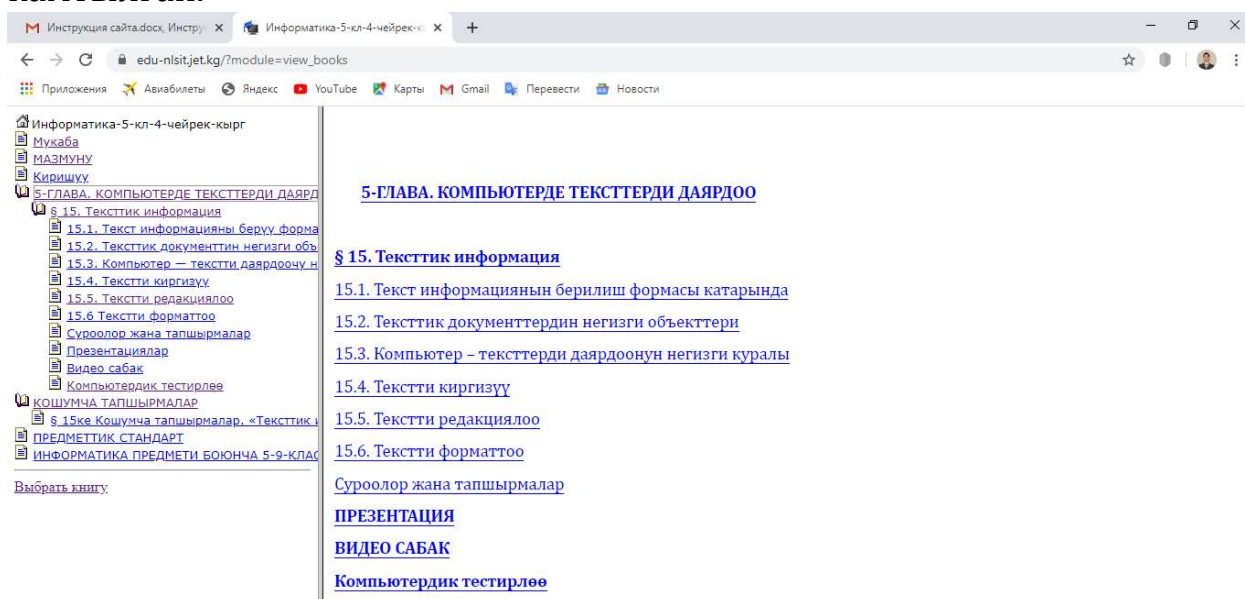 Инструкция сайта.docx, Инстру
Информатика-5-кл-4-чейрек-к
edu-nlsit.jet.kg/?module=view_books
Приложения Авиабилеты Яндекс YouTube Карты Gmail Перевести Новости
Информатика-5-кл-4-чейрек-кырг
Мукаба
МАЗМУНУ
Киришүү
5-ГЛАВА. КОМПЬЮТЕРДЕ ТЕКСТТЕРДИ ДАЯРД
§ 15. Тексттик информация
15.1. Текст информацияны берүү форма
15.2. Тексттик документтин негизги объ
15.3. Компьютер — текстти даярдоочу н
15.4. Текстти киргизүү
15.5. Текстти редакциялоо
15.6 Текстти форматтоо
Суроолор жана тапшырмалар
Презентациялар
Видео сабак
Компьютердик тестирлөө
КОШУМЧА ТАПШЫРМАЛАР
§ 15ке Кошумча тапшырмалар. «Тексттик и
ПРЕДМЕТТИК СТАНДАРТ
ИНФОРМАТИКА ПРЕДМЕТИ БОЮНЧА 5-9-КЛАС
Выбрать книгу
5-ГЛАВА. КОМПЬЮТЕРДЕ ТЕКСТТЕРДИ ДАЯРДОО
§ 15. Тексттик информация
15.1. Текст информациянын берилиш формасы катарында
15.2. Тексттик документтердин негизги объекттери
15.3. Компьютер – тексттерди даярдоонун негизги куралы
15.4. Текстти киргизүү
15.5. Текстти редакциялоо
15.6. Текстти форматтоо
Суроолор жана тапшырмалар
ПРЕЗЕНТАЦИЯ
ВИДЕО САБАК
Компьютердик тестирлөө